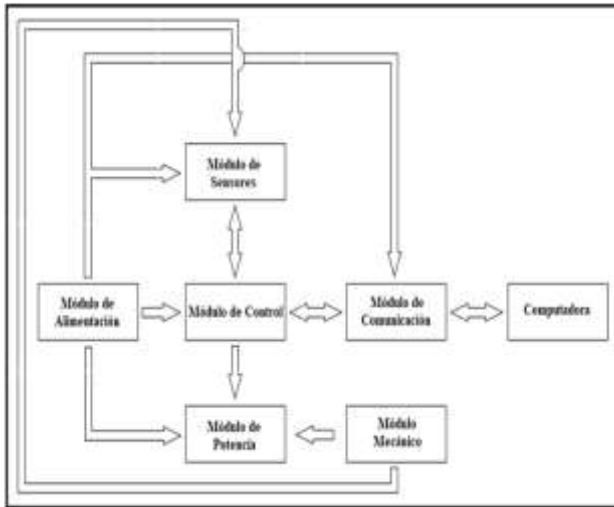 Módulo de
Sensores
Módulo de
Alimentación
Módulo de Control
Módulo de
Comunicación
Computadora
Módulo de
Potencia
Módulo
Mecánico